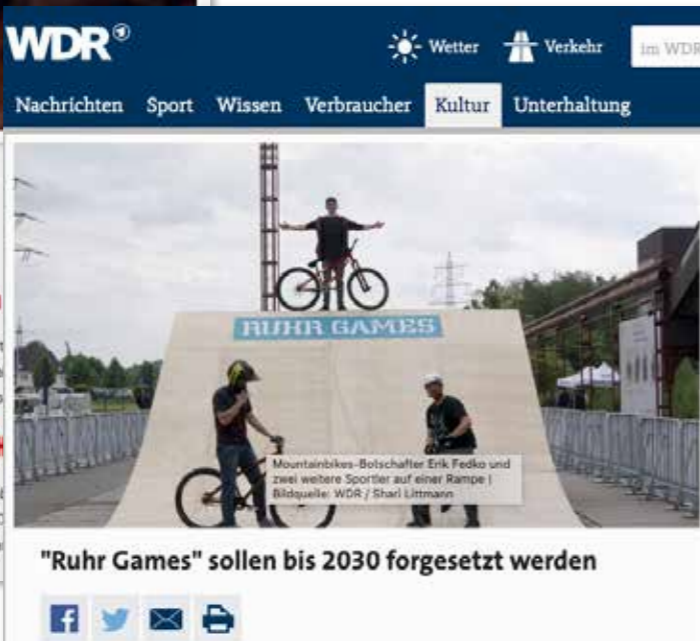 WDR®
Wetter
Verkehr
im WDR
Nachrichten Sport Wissen Verbraucher Kultur Unterhaltung
RUHR GAMES
Mountainbikes-Botschafter Erik Fedko und
zwei weitere Sportler auf einer Rampe |
Bildquelle: WDR / Shari Littmann
"Ruhr Games" sollen bis 2030 forgesetzt werden